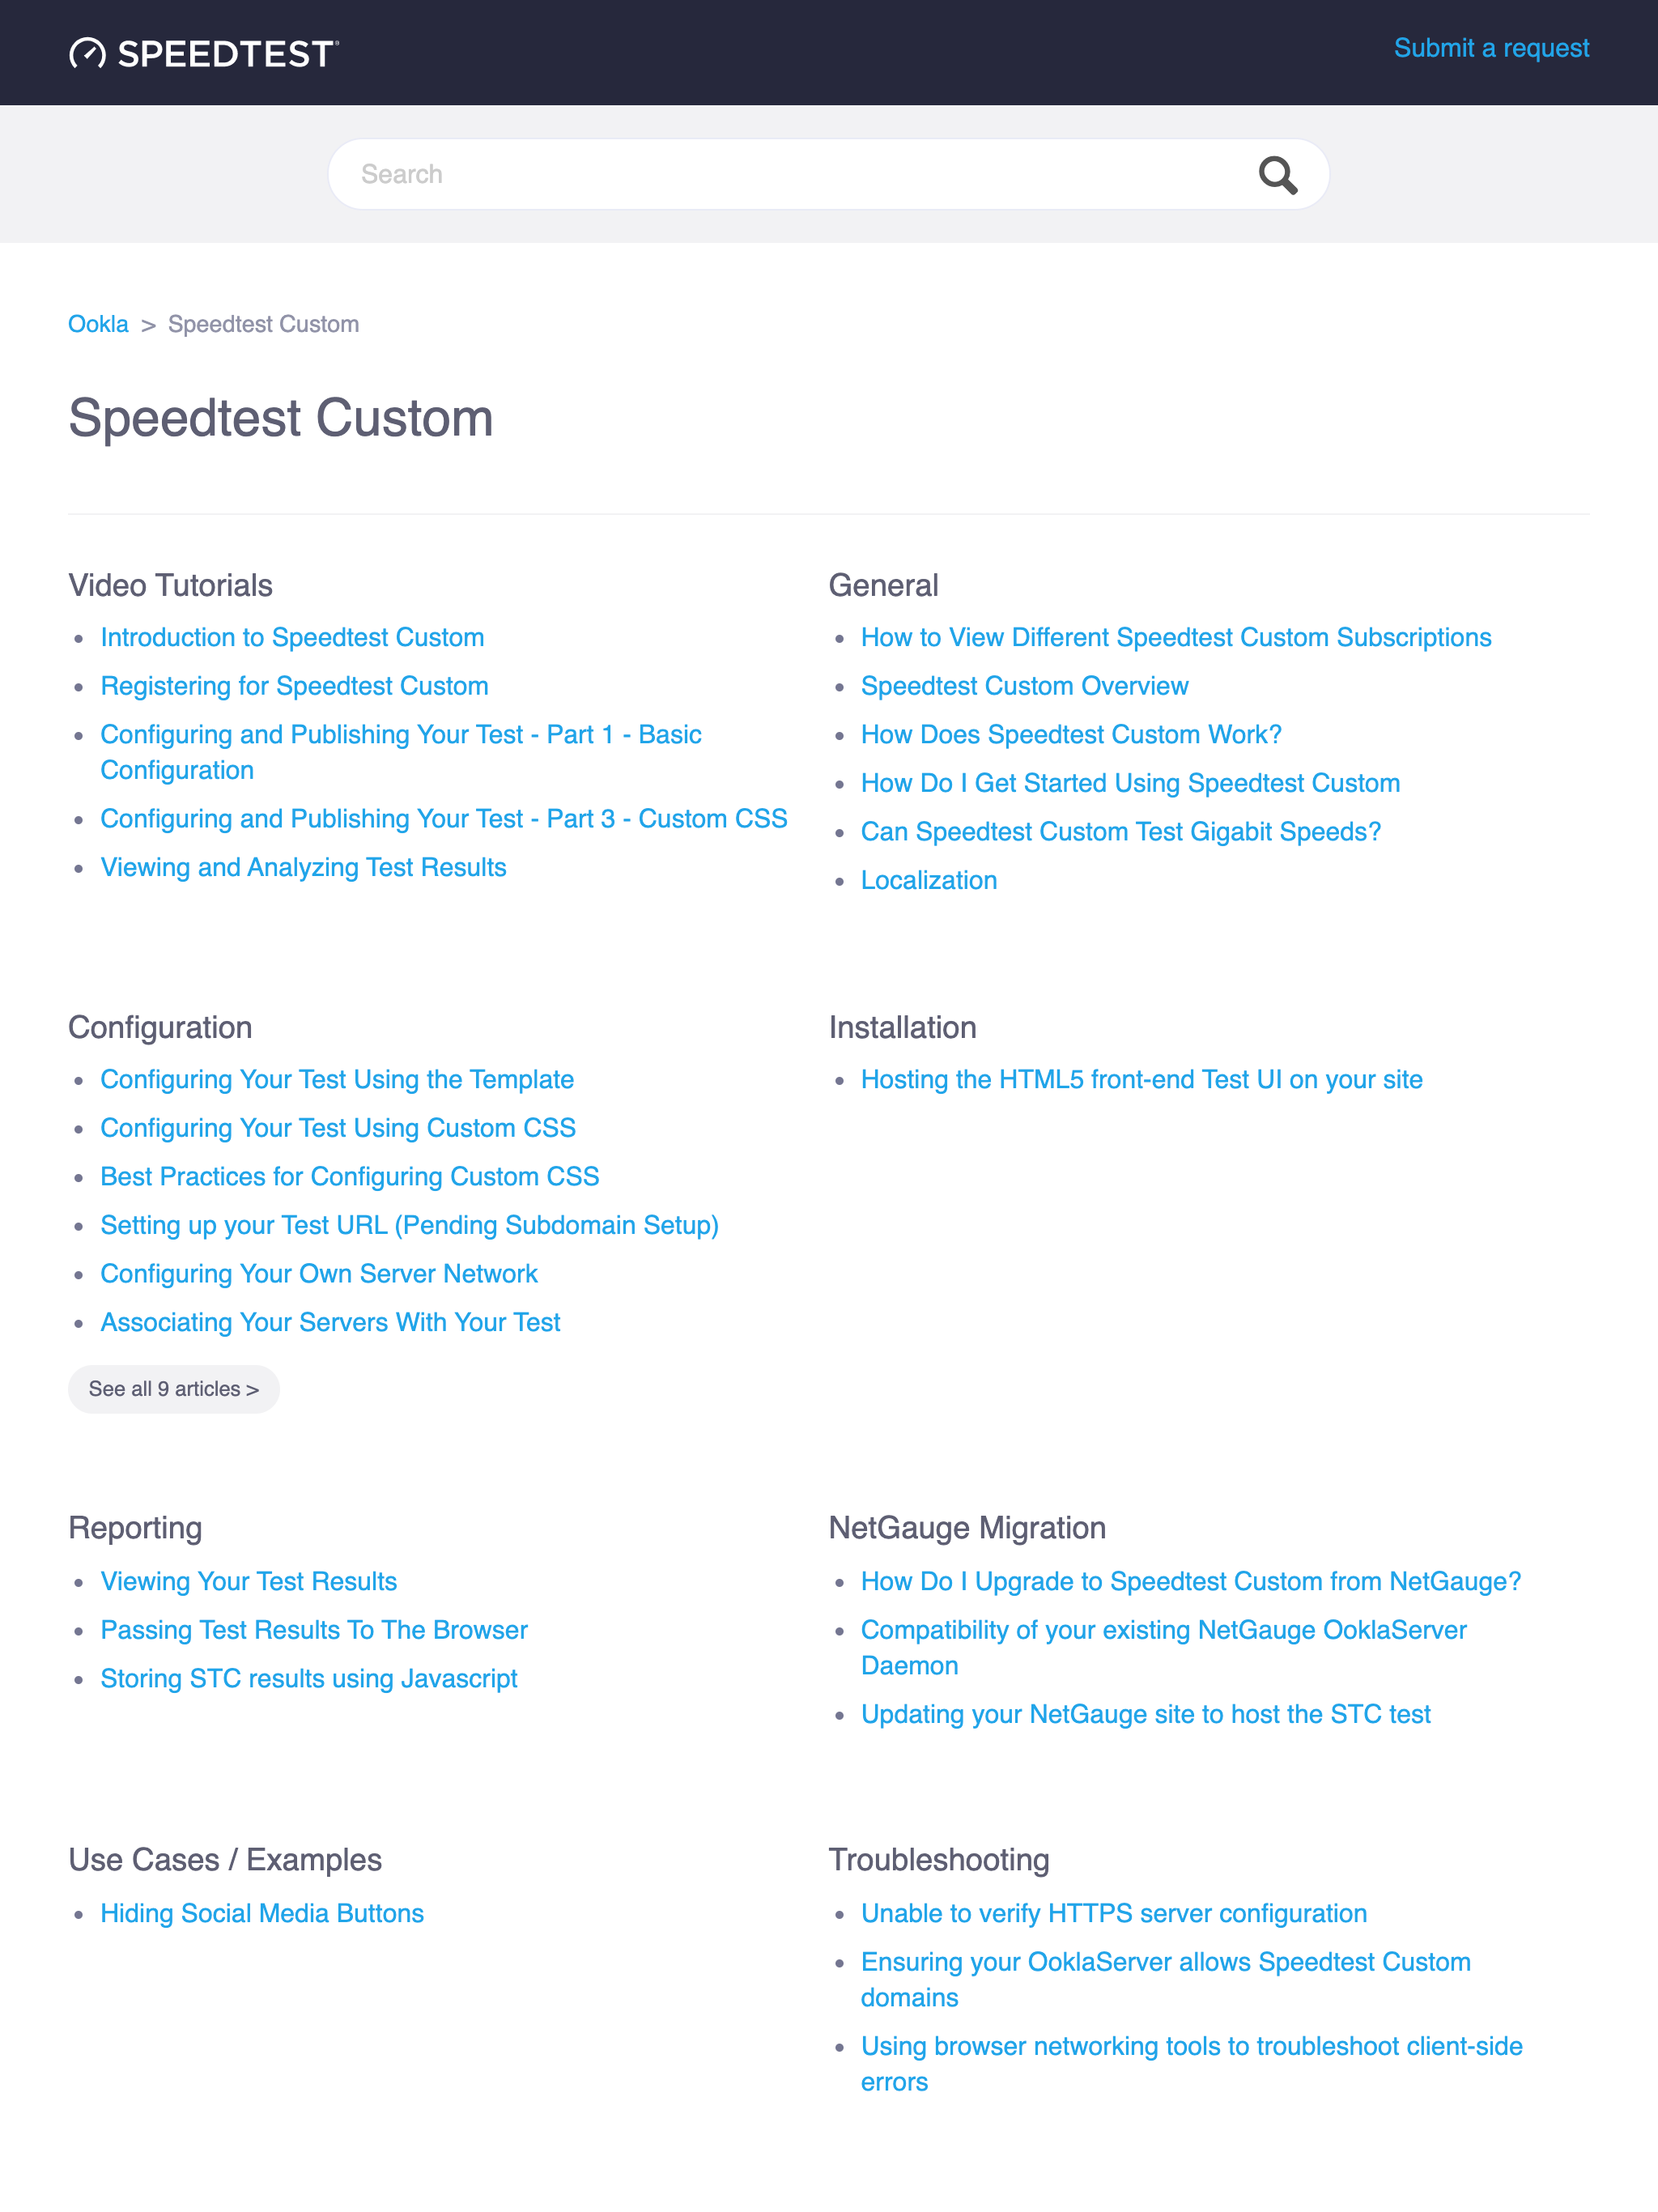 SPEEDTEST®
Submit a request
Search
Ookla > Speedtest Custom
Speedtest Custom
Video Tutorials
• Introduction to Speedtest Custom
• Registering for Speedtest Custom
• Configuring and Publishing Your Test - Part 1 - Basic
Configuration
• Configuring and Publishing Your Test - Part 3 - Custom CSS
• Viewing and Analyzing Test Results
General
• How to View Different Speedtest Custom Subscriptions
• Speedtest Custom Overview
• How Does Speedtest Custom Work?
• How Do I Get Started Using Speedtest Custom
• Can Speedtest Custom Test Gigabit Speeds?
• Localization
Configuration
• Configuring Your Test Using the Template
• Configuring Your Test Using Custom CSS
• Best Practices for Configuring Custom CSS
• Setting up your Test URL (Pending Subdomain Setup)
• Configuring Your Own Server Network
• Associating Your Servers With Your Test
See all 9 articles >
Installation
• Hosting the HTML5 front-end Test UI on your site
Reporting
• Viewing Your Test Results
• Passing Test Results To The Browser
• Storing STC results using Javascript
NetGauge Migration
• How Do I Upgrade to Speedtest Custom from NetGauge?
• Compatibility of your existing NetGauge OoklaServer
Daemon
• Updating your NetGauge site to host the STC test
Use Cases / Examples
• Hiding Social Media Buttons
Troubleshooting
• Unable to verify HTTPS server configuration
• Ensuring your OoklaServer allows Speedtest Custom
domains
• Using browser networking tools to troubleshoot client-side
errors